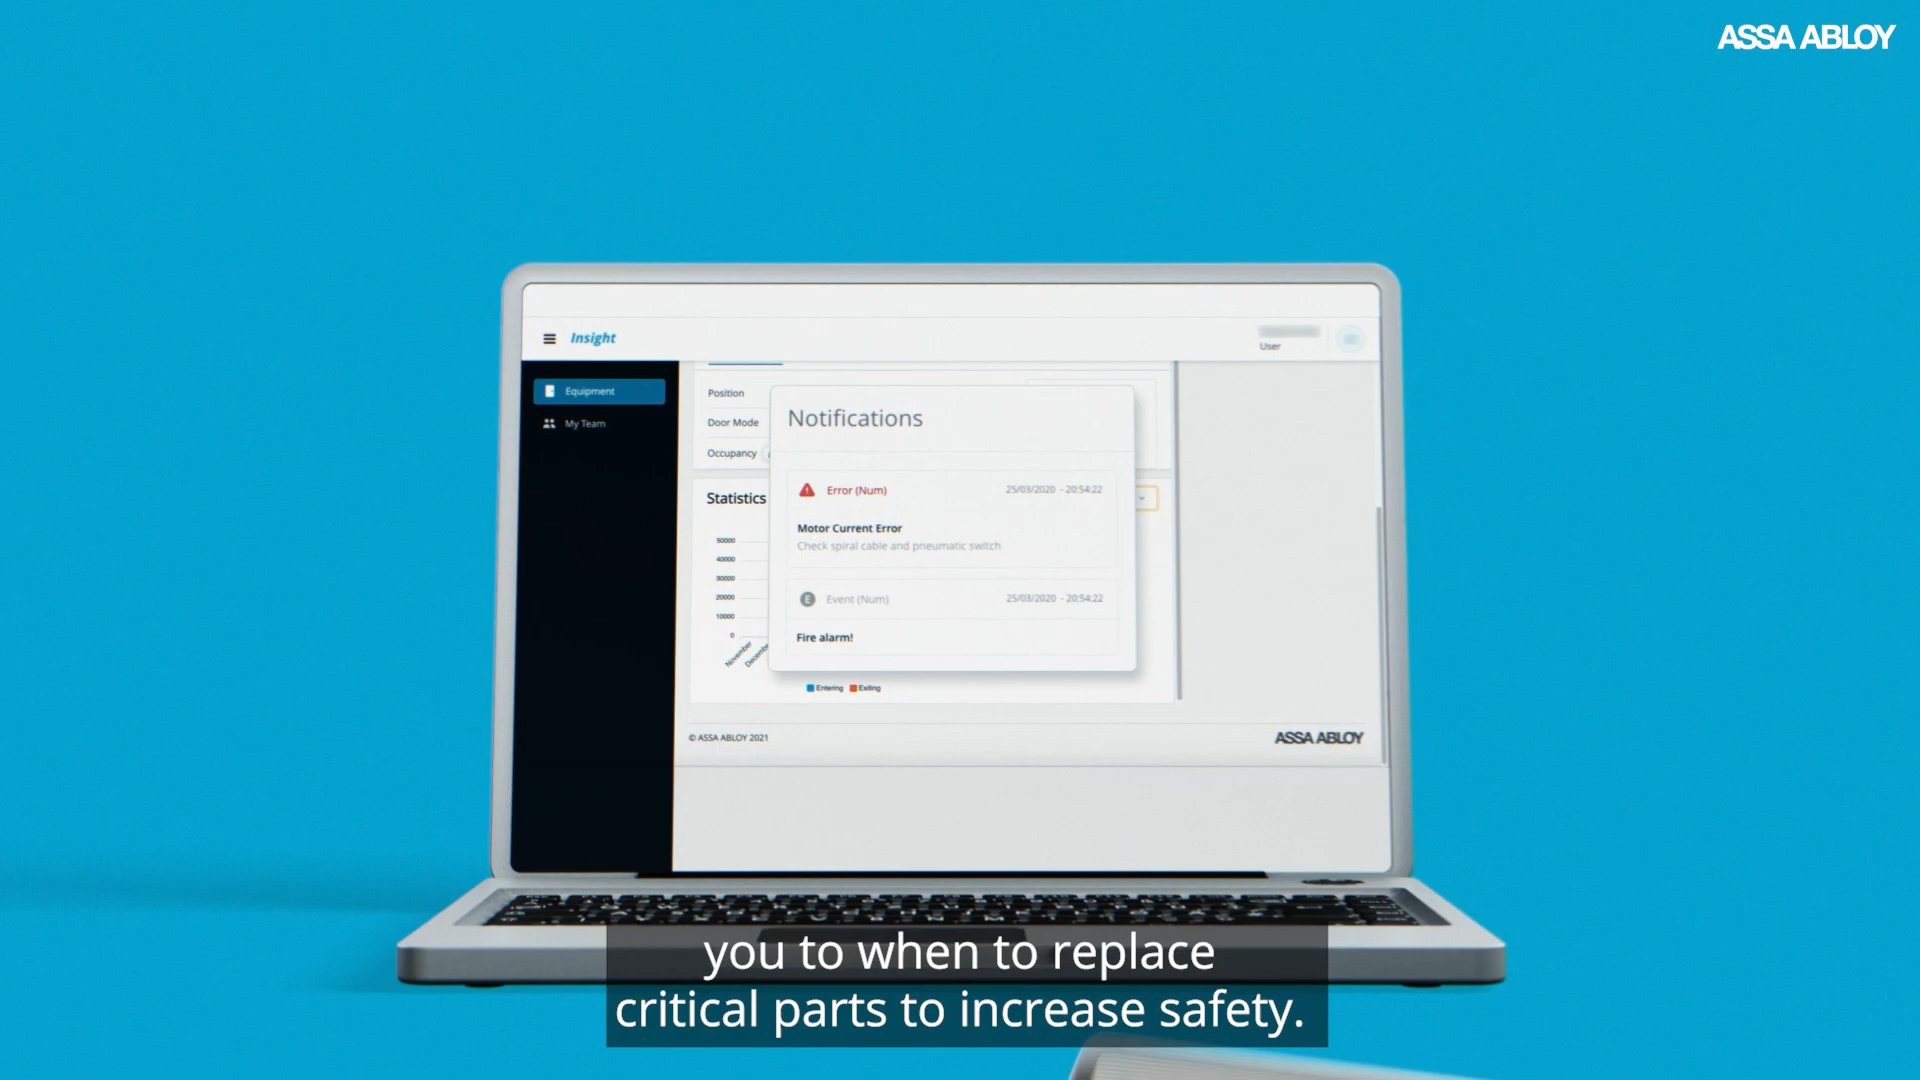 ASSA ABLOY
Insight
User
Equipment
My Team
Position
Door Mode
Occupancy
Notifications
Error (Num) 25/03/2020 - 20:54:22
Motor Current Error
Check spiral cable and pneumatic switch
Event (Num) 25/03/2020 - 20:54:22
Fire alarm!
Statistics
50000
40000
30000
20000
10000
0
November
Entering Exiting
© ASSA ABLOY 2021
ASSA ABLOY
you to when to replace
critical parts to increase safety.